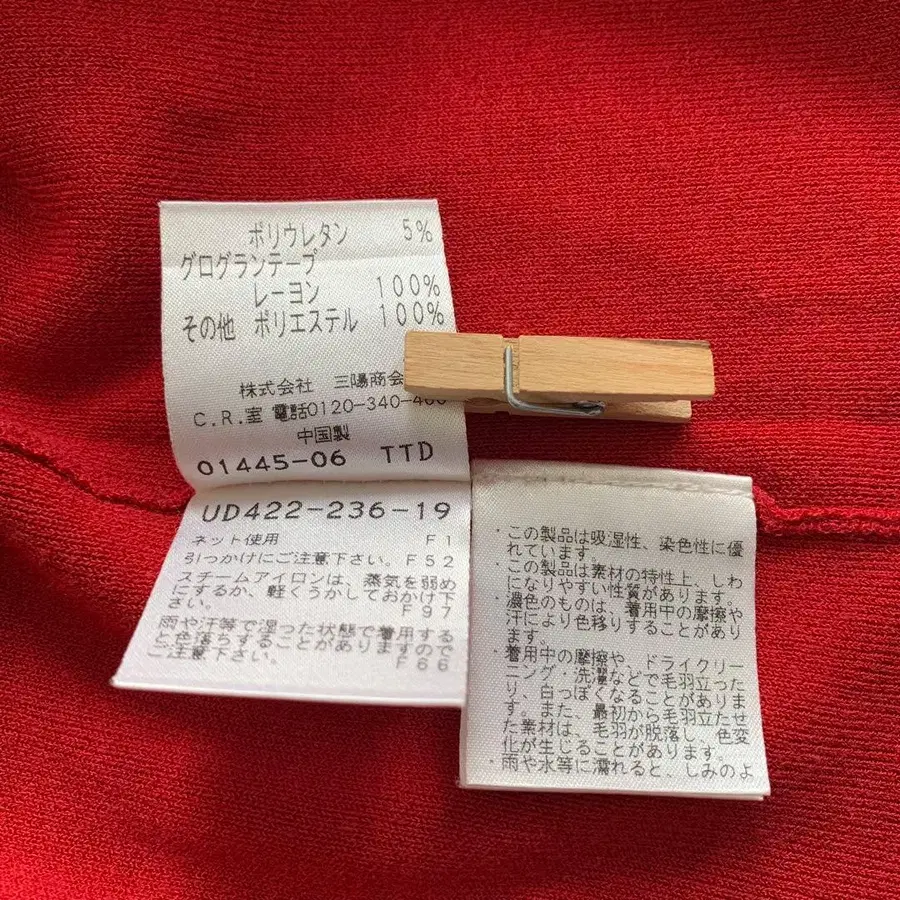 ポリウレタン 5%
グログランテープ
レーヨン 100%
その他 ポリエステル 100%
株式会社 三陽商会
C.R.室 電話0120-340-460
中国製
01445-06 TTD
UD422-236-19
ネット使用 F1
引つかけにご注意下さい。F52
スチームアイロンは、蒸気を弱め
にするか、軽くうかしておかけ下
さい。 F97
雨や汗等で湿った状態で着用する
と色落ちすることがありますので
ご注意下さい。 F66
・この製品は吸湿性、染色性に優
れています。
・この製品は素材の特性上、しわ
になりやすい性質があります。
・濃色のものは、着用中の摩擦や
汗により色移りすることがあり
ます。
・着用中の摩擦や、ドライクリー
ニング・洗濯などで毛羽立った
り、白っぽくなることがありま
す。また、最初から毛羽立たせ
た素材は、毛羽が脱落し、色変
化が生じることがあります。
・雨や水等に濡れると、しみのよ